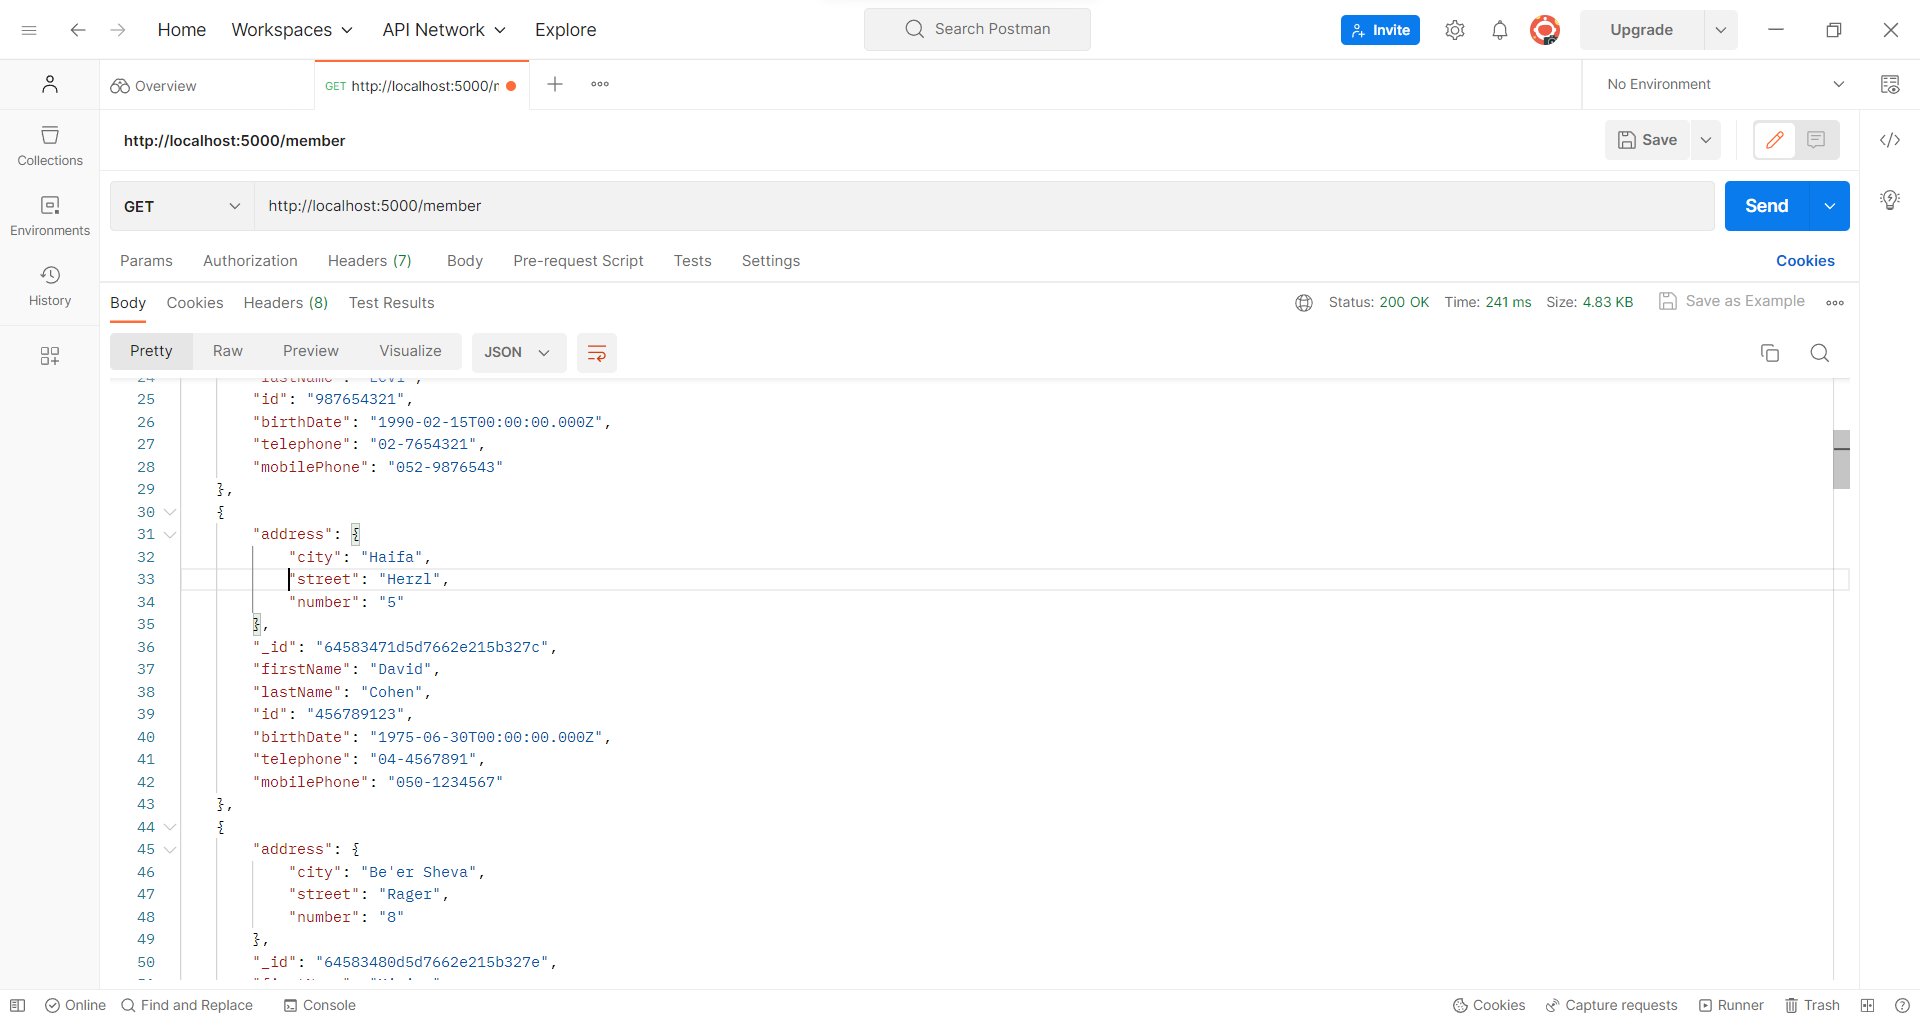 Home Workspaces API Network Explore Search Postman Invite Upgrade
Overview GET http://localhost:5000/m No Environment
http://localhost:5000/member Save
Collections
Environments
History
GET http://localhost:5000/member Send
Params Authorization Headers (7) Body Pre-request Script Tests Settings Cookies
Body Cookies Headers (8) Test Results Status: 200 OK Time: 241 ms Size: 4.83 KB Save as Example
Pretty Raw Preview Visualize JSON
24 "lastName": "Levi",
25 "id": "987654321",
26 "birthDate": "1990-02-15T00:00:00.000Z",
27 "telephone": "02-7654321",
28 "mobilePhone": "052-9876543"
29 },
30 {
31 "address": {
32 "city": "Haifa",
33 "street": "Herzl",
34 "number": "5"
35 },
36 "_id": "64583471d5d7662e215b327c",
37 "firstName": "David",
38 "lastName": "Cohen",
39 "id": "456789123",
40 "birthDate": "1975-06-30T00:00:00.000Z",
41 "telephone": "04-4567891",
42 "mobilePhone": "050-1234567"
43 },
44 {
45 "address": {
46 "city": "Be'er Sheva",
47 "street": "Rager",
48 "number": "8"
49 },
50 "_id": "64583480d5d7662e215b327e",
Online Find and Replace Console Cookies Capture requests Runner Trash